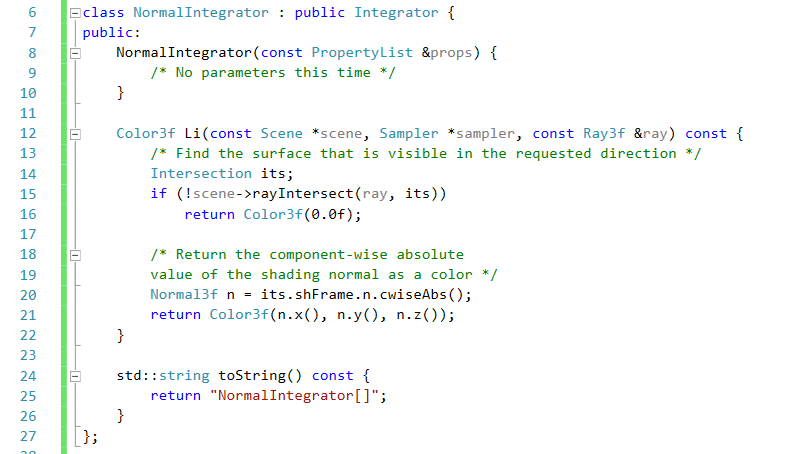 6 class NormalIntegrator : public Integrator {
7 public:
8 NormalIntegrator(const PropertyList &props) {
9 /* No parameters this time */
10 }
11
12 Color3f Li(const Scene *scene, Sampler *sampler, const Ray3f &ray) const {
13 /* Find the surface that is visible in the requested direction */
14 Intersection its;
15 if (!scene->rayIntersect(ray, its))
16 return Color3f(0.0f);
17
18 /* Return the component-wise absolute
19 value of the shading normal as a color */
20 Normal3f n = its.shFrame.n.cwiseAbs();
21 return Color3f(n.x(), n.y(), n.z());
22 }
23
24 std::string toString() const {
25 return "NormalIntegrator[]";
26 }
27 };